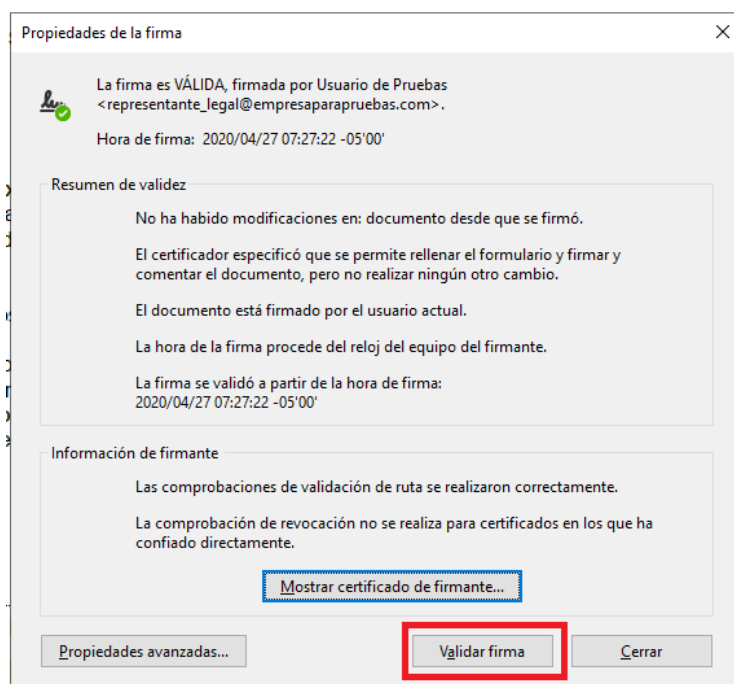 Propiedades de la firma
La firma es VÁLIDA, firmada por Usuario de Pruebas
<representante_legal@empresaparapruebas.com>.
Hora de firma: 2020/04/27 07:27:22 -05'00'
Resumen de validez
No ha habido modificaciones en: documento desde que se firmó.
El certificador especificó que se permite rellenar el formulario y firmar y
comentar el documento, pero no realizar ningún otro cambio.
El documento está firmado por el usuario actual.
La hora de la firma procede del reloj del equipo del firmante.
La firma se validó a partir de la hora de firma:
2020/04/27 07:27:22 -05'00'
Información de firmante
Las comprobaciones de validación de ruta se realizaron correctamente.
La comprobación de revocación no se realiza para certificados en los que ha
confiado directamente.
Mostrar certificado de firmante...
Propiedades avanzadas...
Validar firma
Cerrar